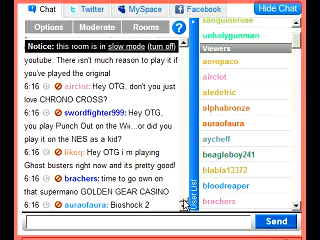 Chat Twitter MySpace Facebook Hide Chat
Options Moderate Room ?
Notice: this room in in slow mode (turn off)
youtube. There isn't much reason to play it if
you've played the original
6:16 airclot: Hey OTG, don't you just
love CHRONO CROSS?
6:16 swordfighter999: Hey OTG,
you play Punch Out on the Wii...or did you
play it on the NES as a kid?
6:16 likeq: Hey OTG i m playing
Ghost busters right now and its pretty good!
6:16 brachers: time to go own on
that supermano GOLDEN GEAR CASINO
6:16 auraofaura: Bioshock 2
User List
sanguinerose
unholygunman
Viewers
aeropaco
airclot
aledelric
alphabronze
auraofaura
aycheff
beagleboy241
blabla13372
bloodreaper
brachers
Send